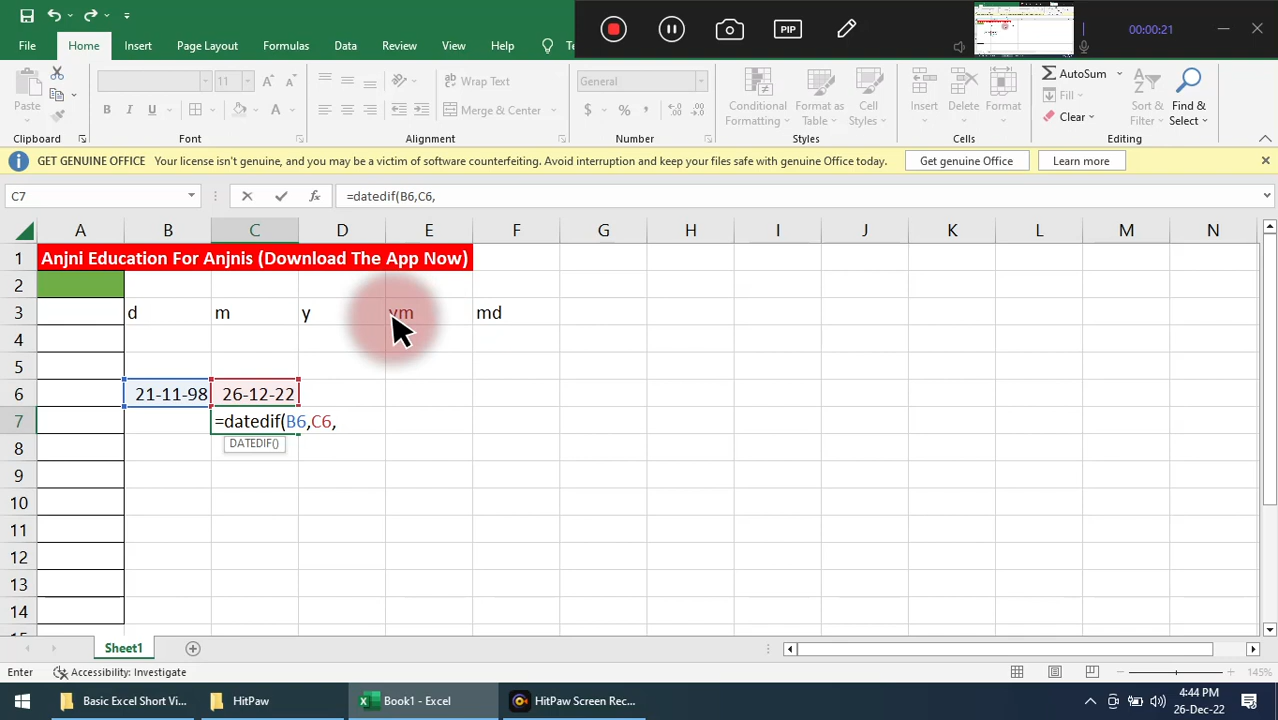 PIP
00:00:21
File
Home
Insert
Page Layout
Review
Cut
Paste
Text
General
Merge & Center
B I U
$ % ,
Conditional
Formatting
Format as
Table
Cell
Styles
Insert
Delete
Format
AutoSum
Fill
Clear
Sort &
Filter
Find &
Select
Clipboard
Font
Alignment
Number
Styles
Cells
Editing
GET GENUINE OFFICE Your license isn't genuine, and you may be a victim of software counterfeiting. Avoid interruption and keep your files safe with genuine Office today. Get genuine Office Learn more
C7 fx =datedif(B6,C6,
A B C D E F G H I J K L M N
1 Anjni Education For Anjnis (Download The App Now)
2
3 d m y ym md
4
5
6 21-11-98 26-12-22
7 =datedif(B6,C6,
DATEDIF()
8
9
10
11
12
13
14
15
Sheet1
Enter Accessibility: Investigate 145%
Basic Excel Short Vi...
HitPaw
Book1 - Excel
HitPaw Screen Rec...
4:44 PM
26-Dec-22